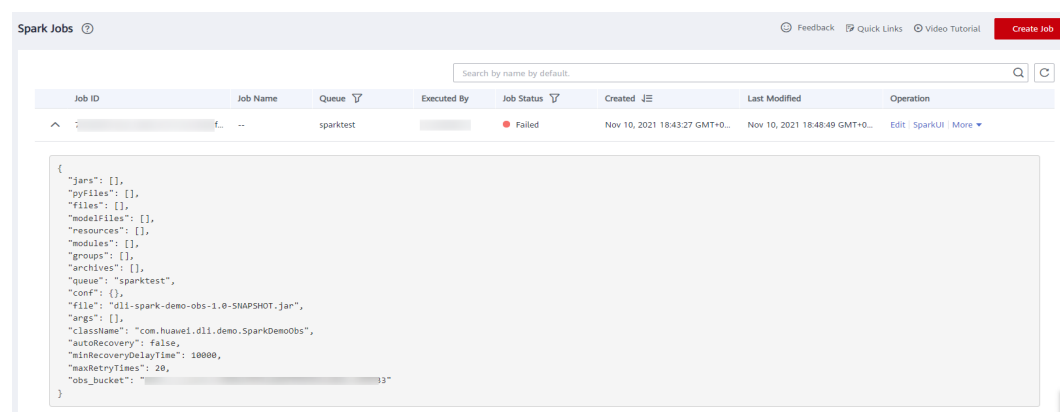 Spark Jobs
Feedback Quick Links Video Tutorial Create Job
Search by name by default.
Job ID Job Name Queue Executed By Job Status Created Last Modified Operation
f... -- sparktest Failed Nov 10, 2021 18:43:27 GMT+0... Nov 10, 2021 18:48:49 GMT+0... Edit | SparkUI | More
{
"jars": [],
"pyFiles": [],
"files": [],
"modelFiles": [],
"resources": [],
"modules": [],
"groups": [],
"archives": [],
"queue": "sparktest",
"conf": {},
"file": "dli-spark-demo-obs-1.0-SNAPSHOT.jar",
"args": [],
"className": "com.huawei.dli.demo.SparkDemoObs",
"autoRecovery": false,
"minRecoveryDelayTime": 10000,
"maxRetryTimes": 20,
"obs_bucket": "33"
}